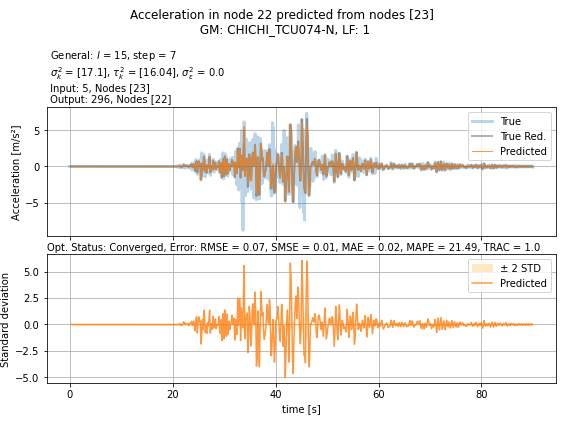 Acceleration in node 22 predicted from nodes [23]
GM: CHICHI_TCU074-N, LF: 1
General: l = 15, step = 7
σ²ₖ = [17.1], τ²ₖ = [16.04], σ²ε = 0.0
Input: 5, Nodes [23]
Output: 296, Nodes [22]
Acceleration [m/s²]
5
0
−5
True
True Red.
Predicted
Opt. Status: Converged, Error: RMSE = 0.07, SMSE = 0.01, MAE = 0.02, MAPE = 21.49, TRAC = 1.0
Standard deviation
5.0
2.5
0.0
−2.5
−5.0
± 2 STD
Predicted
0 20 40 60 80
time [s]